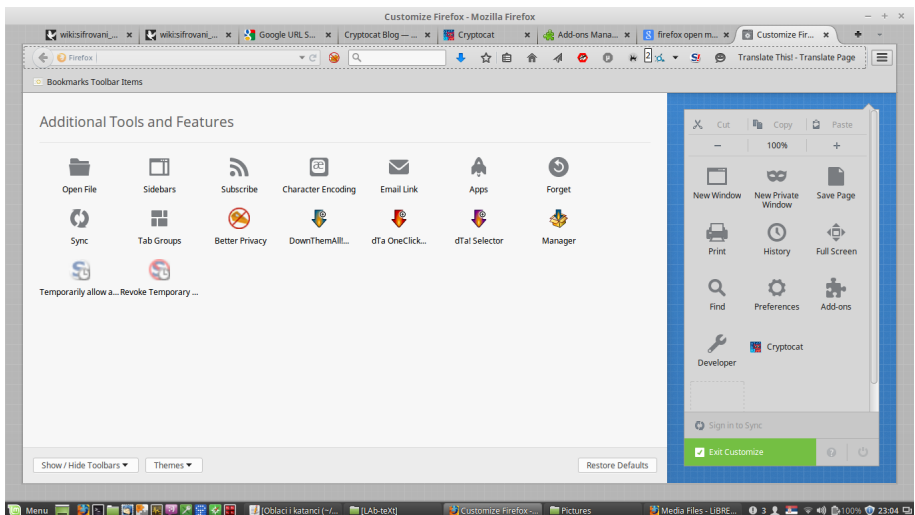 Customize Firefox - Mozilla Firefox
wiki:sifrovani_...
wiki:sifrovani_...
Google URL S...
Cryptocat Blog — ...
Cryptocat
Add-ons Mana...
firefox open m...
Customize Fir...
Firefox
2
S!
Translate This! - Translate Page
Bookmarks Toolbar Items
Additional Tools and Features
Open File
Sidebars
Subscribe
Character Encoding
Email Link
Apps
Forget
Sync
Tab Groups
Better Privacy
DownThemAll!...
dTa OneClick...
dTa! Selector
Manager
Temporarily allow a...
Revoke Temporary ...
Cut
Copy
Paste
− 100% +
New Window
New Private Window
Save Page
Print
History
Full Screen
Find
Preferences
Add-ons
Developer
Cryptocat
Sign in to Sync
Exit Customize
Show / Hide Toolbars
Themes
Restore Defaults
Menu
[Oblaci i katanci (~/...
[LAb-teXt]
Customize Firefox -...
Pictures
Media Files - LiBRE...
3
100%
23:04